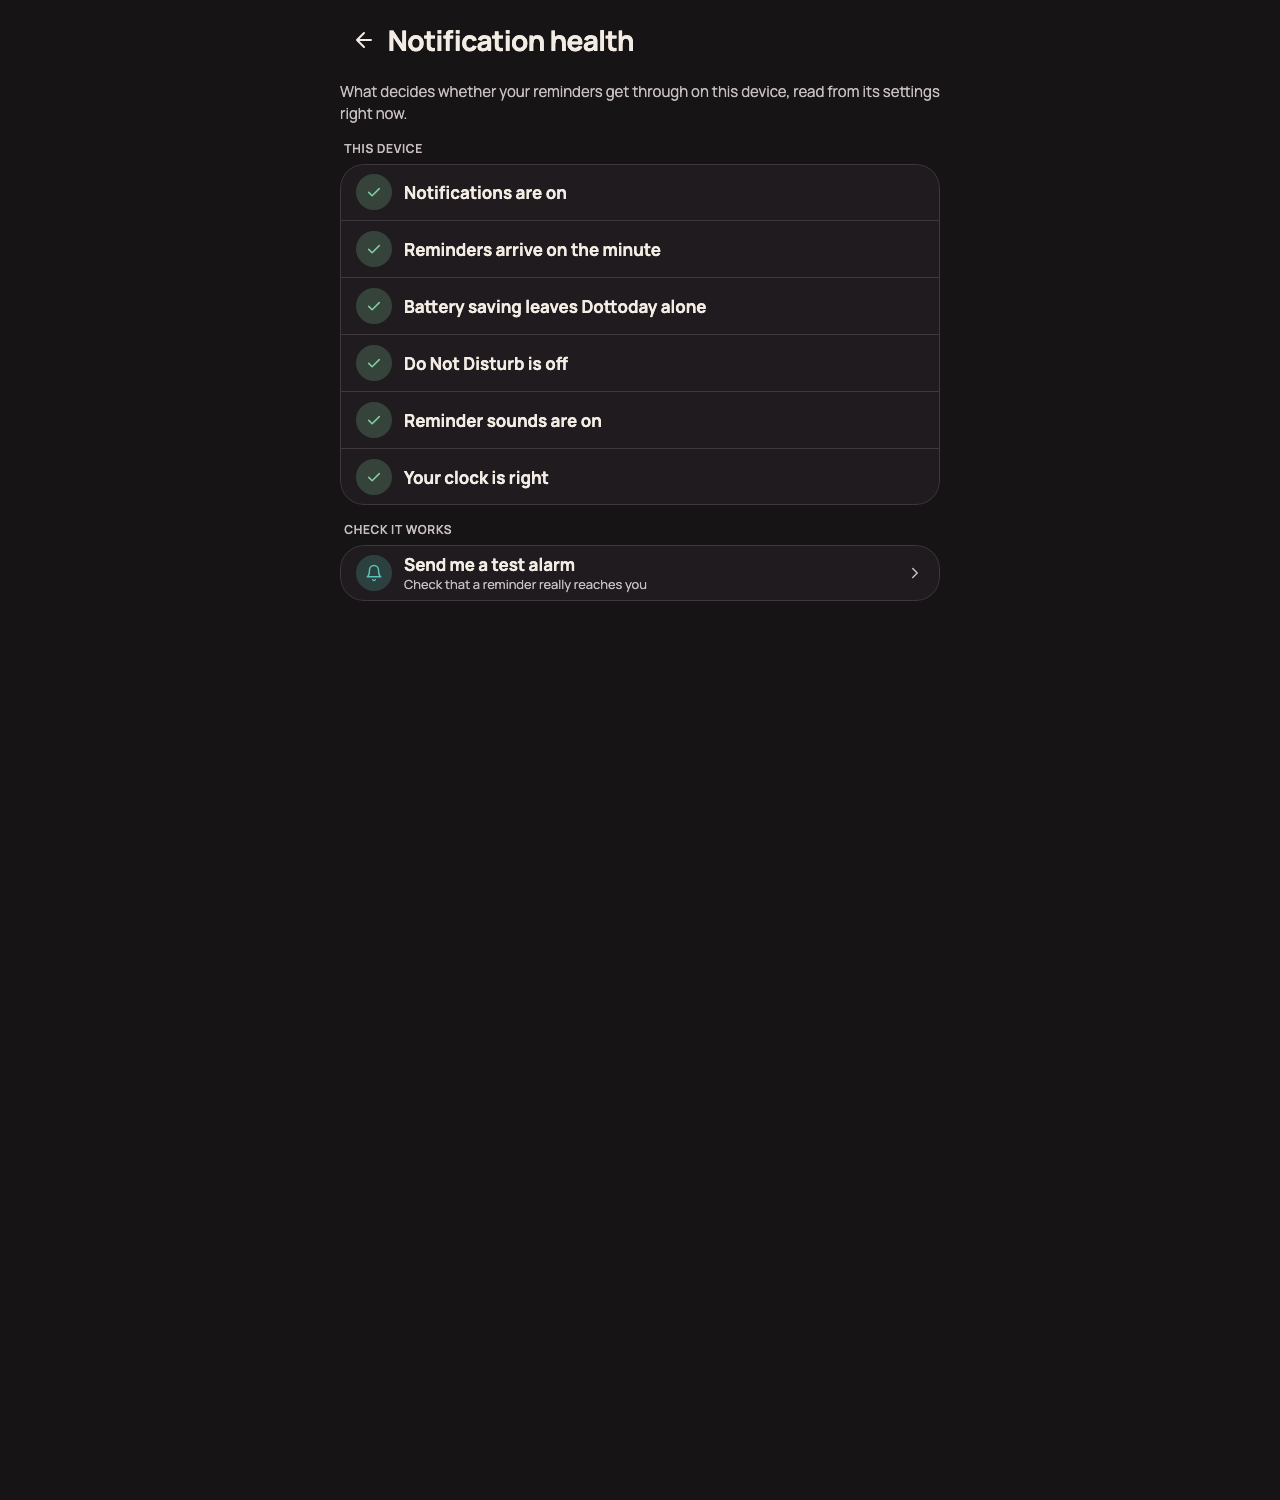 Notification health
What decides whether your reminders get through on this device, read from its settings
right now.
THIS DEVICE
Notifications are on
Reminders arrive on the minute
Battery saving leaves Dottoday alone
Do Not Disturb is off
Reminder sounds are on
Your clock is right
CHECK IT WORKS
Send me a test alarm
Check that a reminder really reaches you